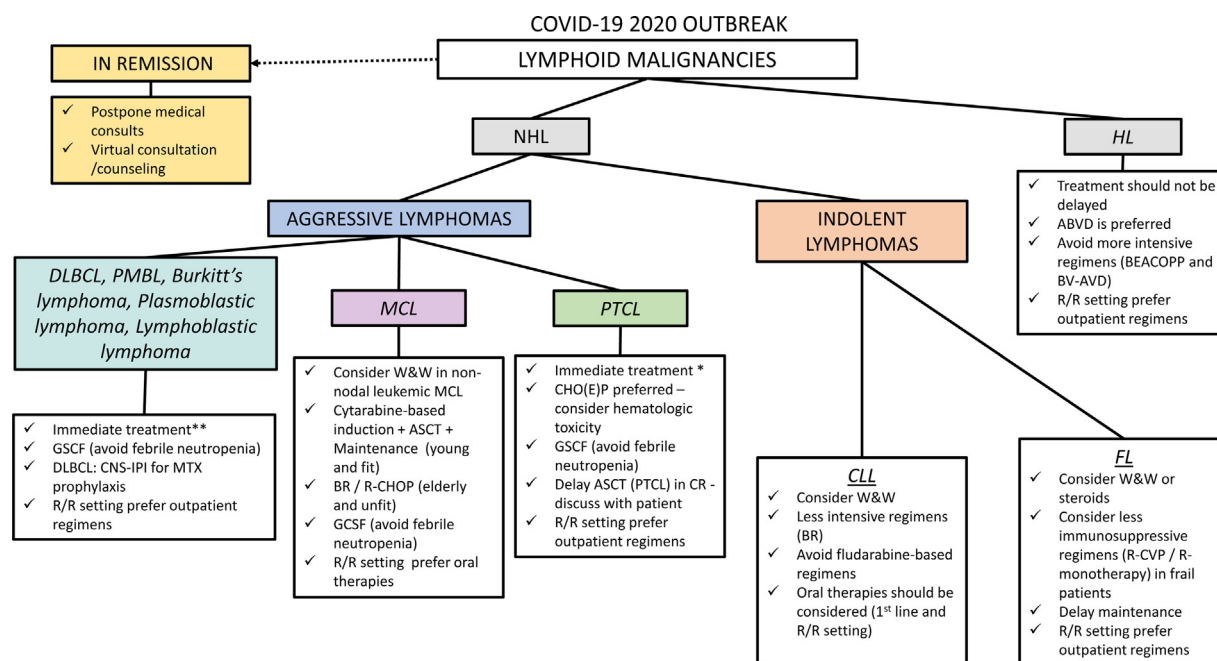 COVID-19 2020 OUTBREAK
LYMPHOID MALIGNANCIES
IN REMISSION
✓ Postpone medical
consults
✓ Virtual consultation
/counseling
NHL
HL
✓ Treatment should not be
delayed
✓ ABVD is preferred
✓ Avoid more intensive
regimens (BEACOPP and
BV-AVD)
✓ R/R setting prefer
outpatient regimens
AGGRESSIVE LYMPHOMAS
INDOLENT
LYMPHOMAS
DLBCL, PMBL, Burkitt's
lymphoma, Plasmoblastic
lymphoma, Lymphoblastic
lymphoma
✓ Immediate treatment**
✓ GSCF (avoid febrile neutropenia)
✓ DLBCL: CNS-IPI for MTX
prophylaxis
✓ R/R setting prefer outpatient
regimens
MCL
✓ Consider W&W in non-
nodal leukemic MCL
✓ Cytarabine-based
induction + ASCT +
Maintenance (young
and fit)
✓ BR / R-CHOP (elderly
and unfit)
✓ GCSF (avoid febrile
neutropenia)
✓ R/R setting prefer oral
therapies
PTCL
✓ Immediate treatment *
✓ CHO(E)P preferred –
consider hematologic
toxicity
✓ GSCF (avoid febrile
neutropenia)
✓ Delay ASCT (PTCL) in CR -
discuss with patient
✓ R/R setting prefer
outpatient regimens
CLL
✓ Consider W&W
✓ Less intensive regimens
(BR)
✓ Avoid fludarabine-based
regimens
✓ Oral therapies should be
considered (1st line and
R/R setting)
FL
✓ Consider W&W or
steroids
✓ Consider less
immunosuppressive
regimens (R-CVP / R-
monotherapy) in frail
patients
✓ Delay maintenance
✓ R/R setting prefer
outpatient regimens